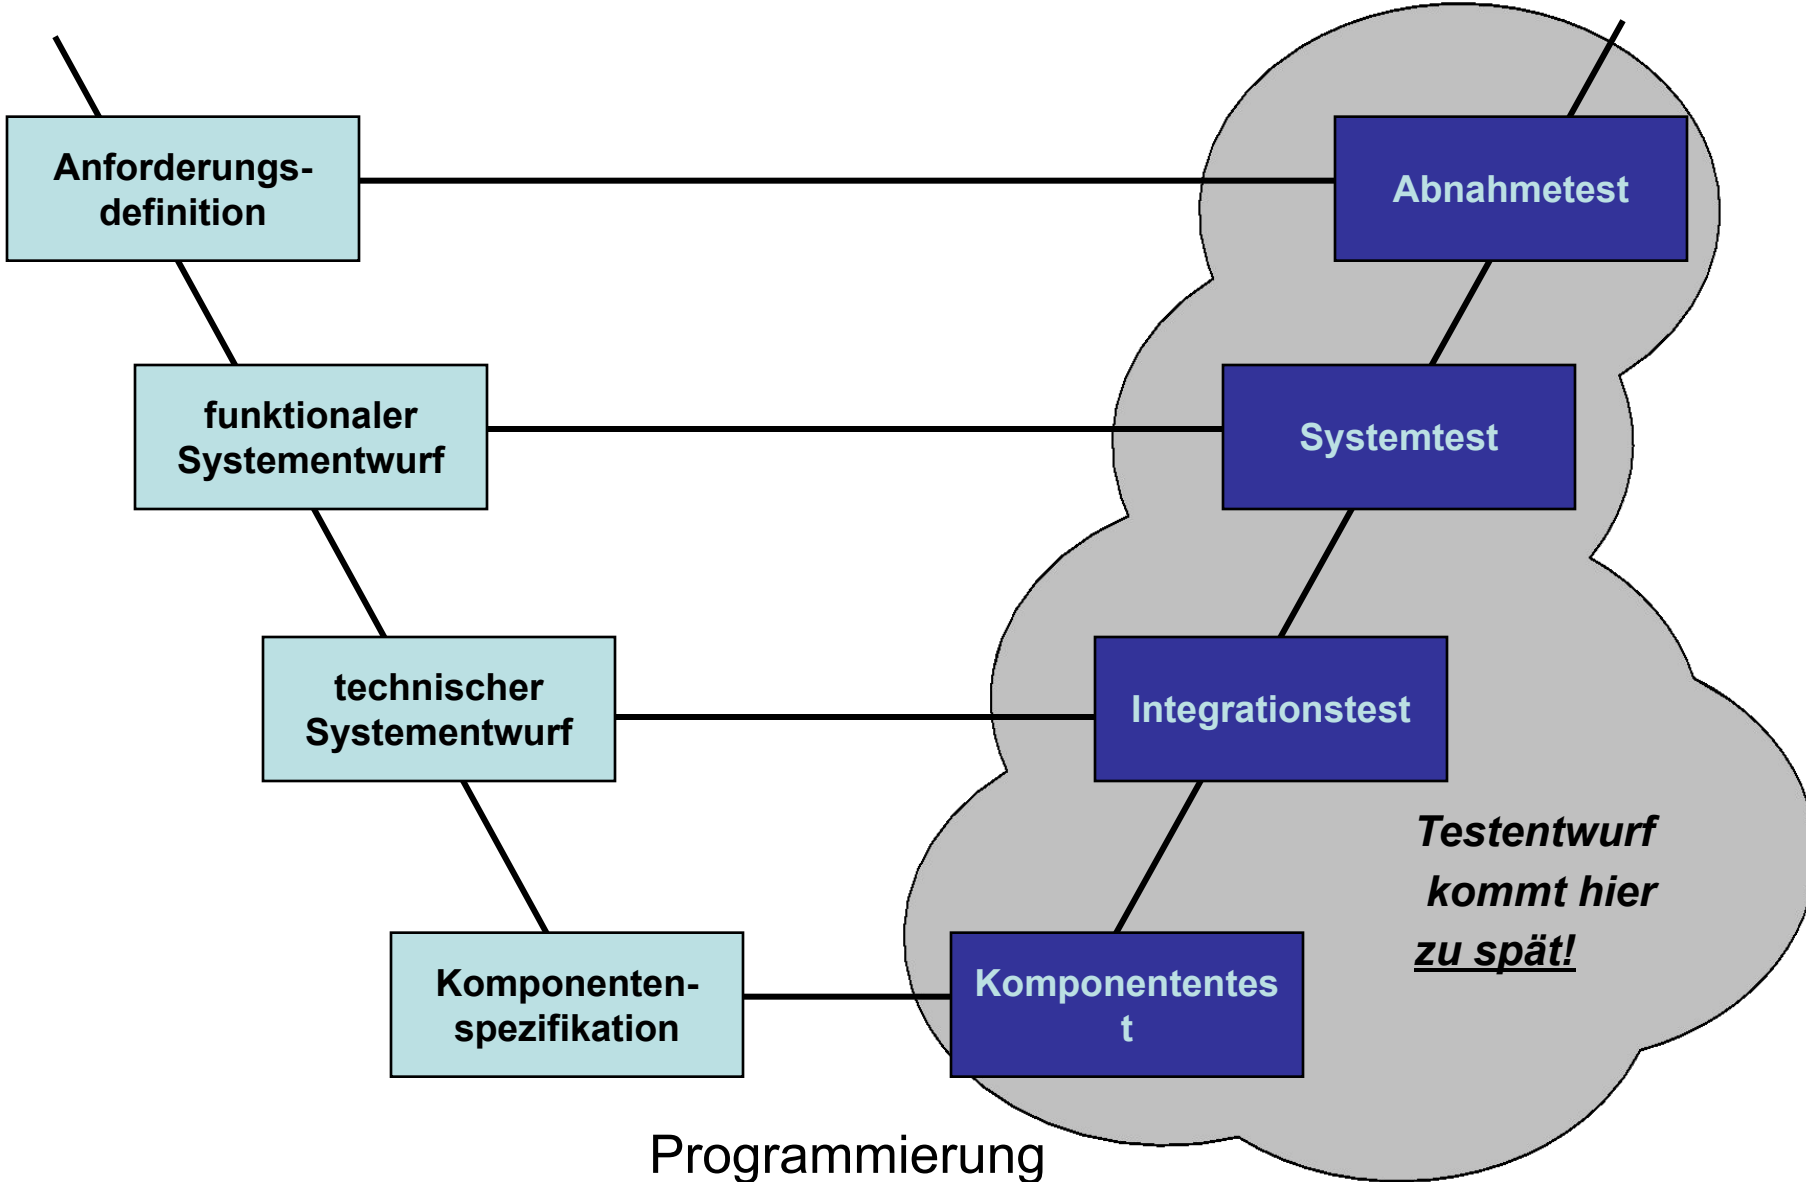 Anforderungs-
definition
Abnahmetest
funktionaler
Systementwurf
Systemtest
technischer
Systementwurf
Integrationstest
Testentwurf
kommt hier
zu spät!
Komponenten-
spezifikation
Komponententes
t
Programmierung